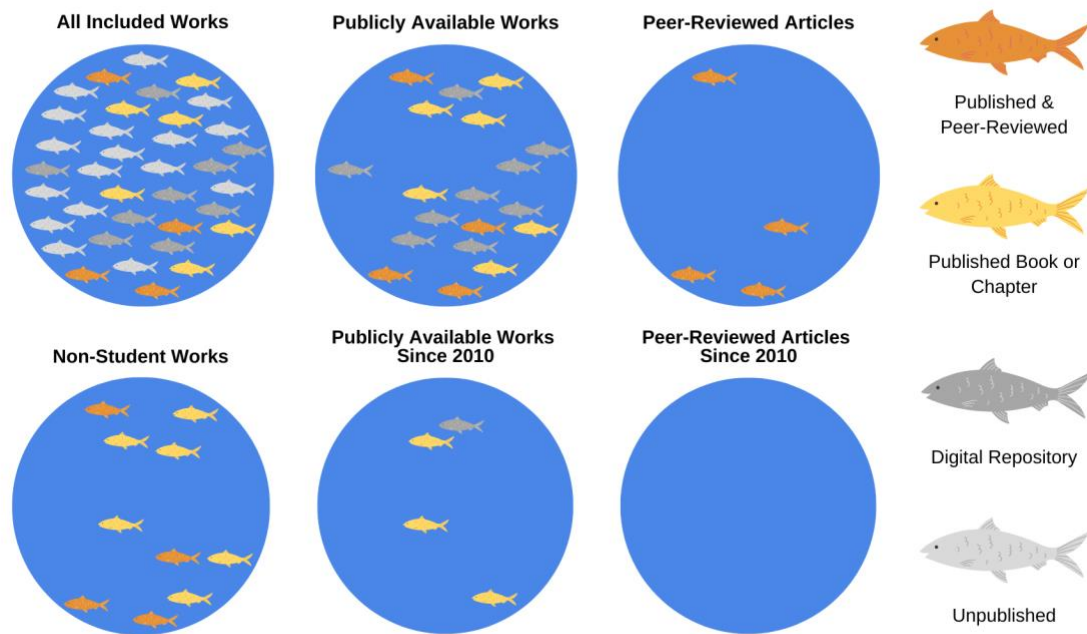 All Included Works
Publicly Available Works
Peer-Reviewed Articles
Published &
Peer-Reviewed
Published Book or
Chapter
Non-Student Works
Publicly Available Works
Since 2010
Peer-Reviewed Articles
Since 2010
Digital Repository
Unpublished